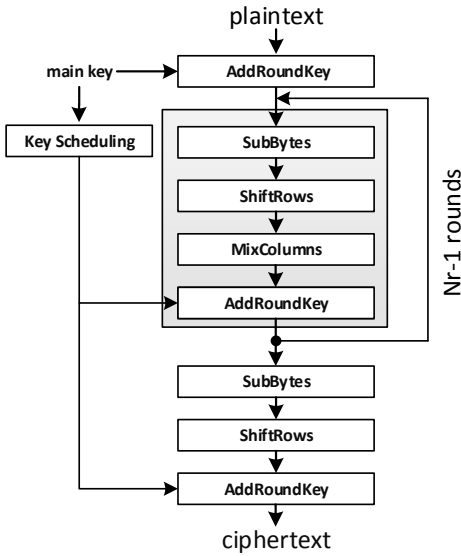 plaintext
main key
AddRoundKey
Key Scheduling
SubBytes
ShiftRows
MixColumns
AddRoundKey
Nr-1 rounds
SubBytes
ShiftRows
AddRoundKey
ciphertext